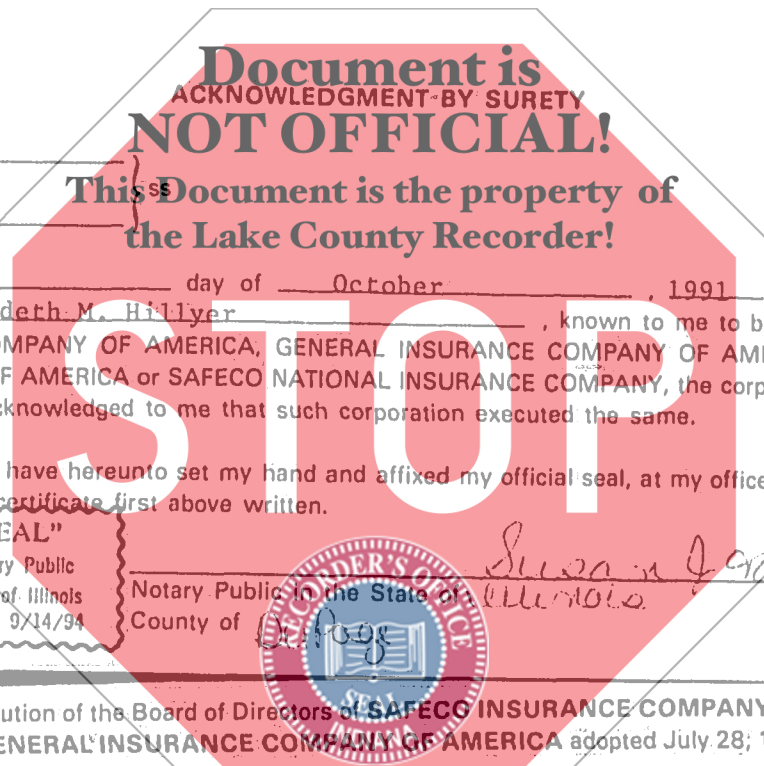 Document is
ACKNOWLEDGMENT BY SURETY
NOT OFFICIAL!
ss
This Document is the property of
the Lake County Recorder!
day of October , 1991
deth M. Hillyer , known to me to b
OMPANY OF AMERICA, GENERAL INSURANCE COMPANY OF AME
F AMERICA or SAFECO NATIONAL INSURANCE COMPANY, the corp
cknowledged to me that such corporation executed the same.
STOP
have hereunto set my hand and affixed my official seal, at my office
certificate first above written.
EAL"
ry Public
of Illinois
9/14/94
Susan J.
Notary Public in the State of Illinois
County of DuPage
RECORDER'S OFFICE
SEAL
ution of the Board of Directors of SAFECO INSURANCE COMPANY
ENERAL INSURANCE COMPANY OF AMERICA adopted July 28, 1